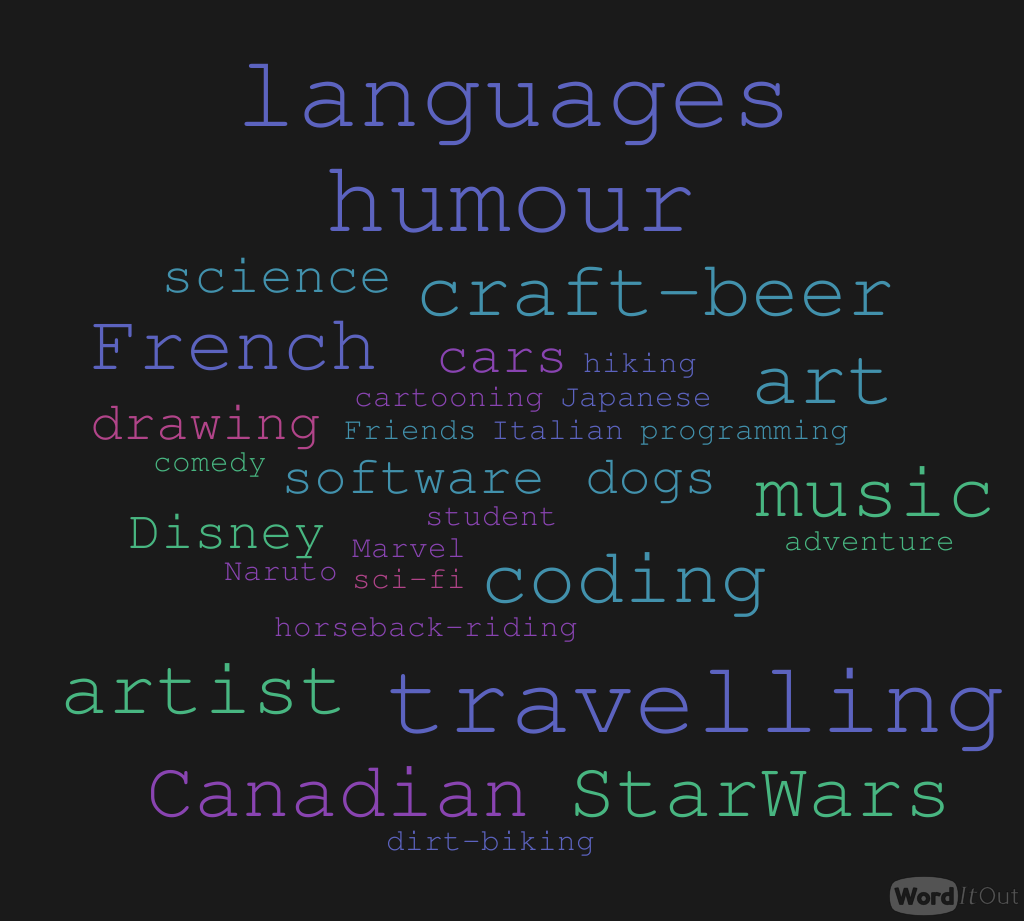 languages
humour
science craft-beer
French cars hiking art
cartooning Japanese
drawing Friends Italian programming
comedy software dogs music
student
Disney Marvel adventure
Naruto sci-fi coding
horseback-riding
artist travelling
Canadian StarWars
dirt-biking
WordItOut